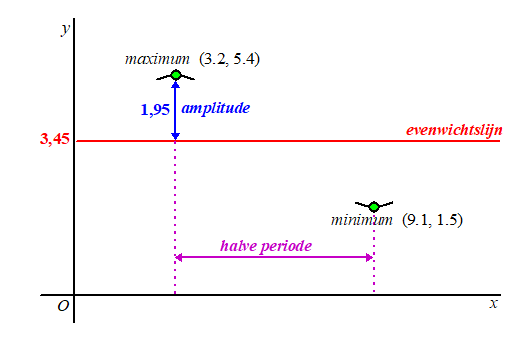 y
maximum (3.2, 5.4)
1,95 amplitude
evenwichtslijn
3,45
minimum (9.1, 1.5)
halve periode
O
x